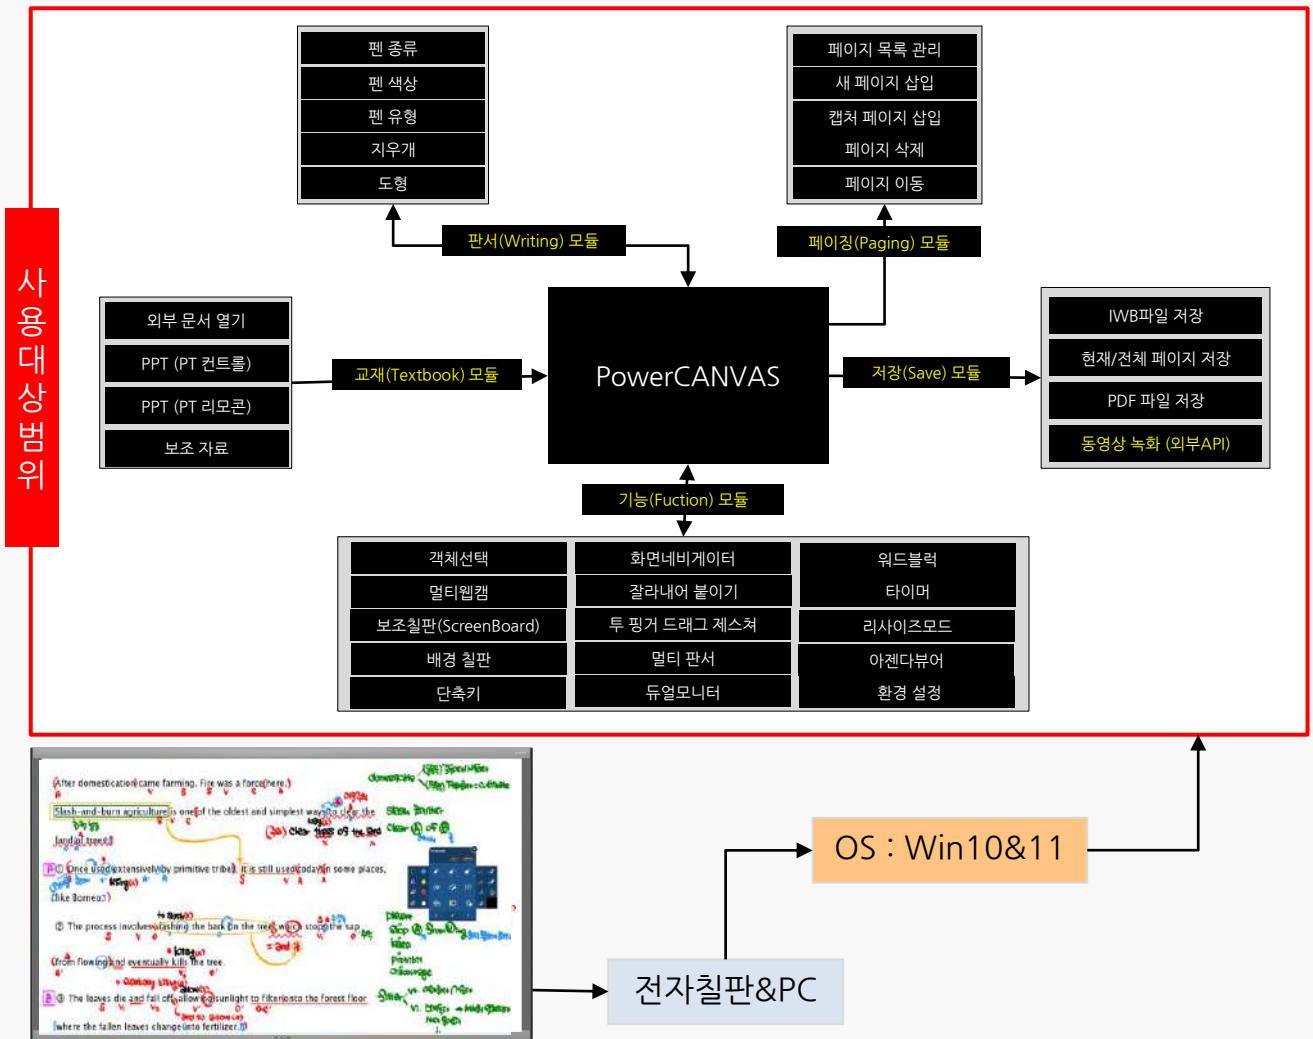 펜 종류
펜 색상
펜 유형
지우개
도형
페이지 목록 관리
새 페이지 삽입
캡처 페이지 삽입
페이지 삭제
페이지 이동
판서(Writing) 모듈
페이징(Paging) 모듈
사용대상범위
외부 문서 열기
PPT (PT 컨트롤)
PPT (PT 리모콘)
보조 자료
교재(Textbook) 모듈
PowerCANVAS
저장(Save) 모듈
IWB파일 저장
현재/전체 페이지 저장
PDF 파일 저장
동영상 녹화 (외부API)
기능(Fuction) 모듈
객체선택
멀티웹캠
보조칠판(ScreenBoard)
배경 칠판
단축키
화면네비게이터
잘라내어 붙이기
투 핑거 드래그 제스쳐
멀티 판서
듀얼모니터
워드블럭
타이머
리사이즈모드
아젠다뷰어
환경 설정
After domestication came farming. Fire was a force here.
Slash-and-burn agriculture is one of the oldest and simplest ways to clear the
land of trees.
① Once used extensively by primitive tribes, it is still used today in some places,
like Borneo.
② The process involves slashing the bark on the tree, which stops the sap
from flowing and eventually kills the tree.
③ The leaves die and fall off, allowing sunlight to filter onto the forest floor
where the fallen leaves change into fertilizer.
OS : Win10&11
전자칠판&PC